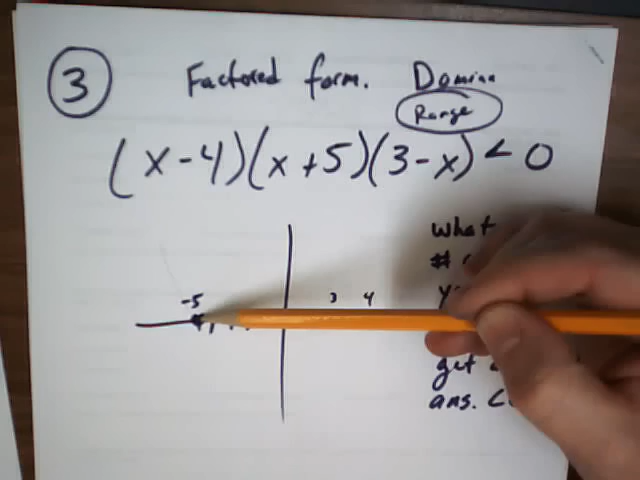 3 Factored form. Domain
Range
(x-4)(x+5)(3-x) < 0
what
#
-5 3 4
get
ans.